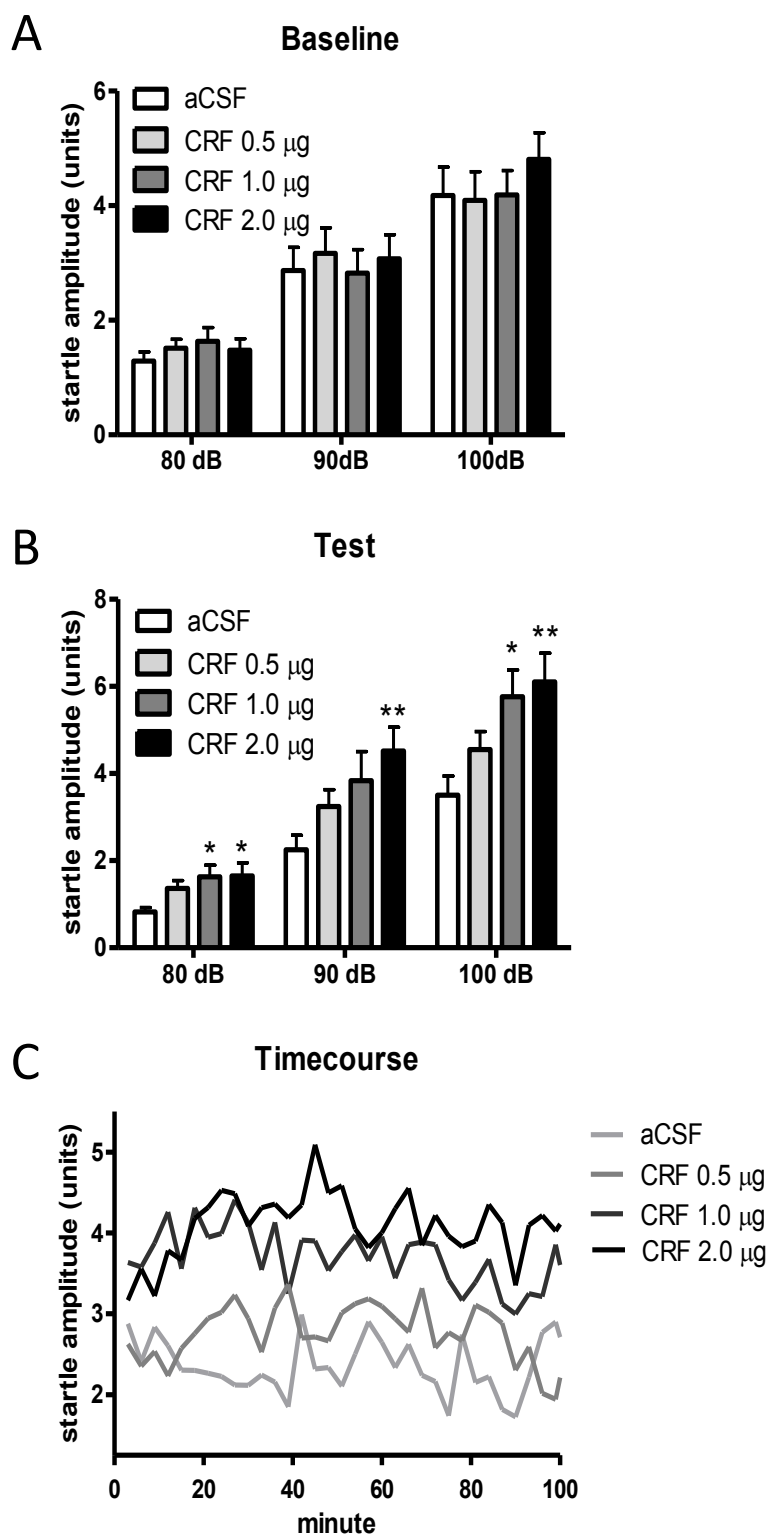 A
Baseline
startle amplitude (units)
6
4
2
0
aCSF
CRF 0.5 μg
CRF 1.0 μg
CRF 2.0 μg
80 dB
90dB
100dB
B
Test
startle amplitude (units)
8
6
4
2
0
aCSF
CRF 0.5 μg
CRF 1.0 μg
CRF 2.0 μg
* *
**
* **
80 dB
90 dB
100 dB
C
Timecourse
startle amplitude (units)
5
4
3
2
0
20
40
60
80
100
minute
aCSF
CRF 0.5 μg
CRF 1.0 μg
CRF 2.0 μg